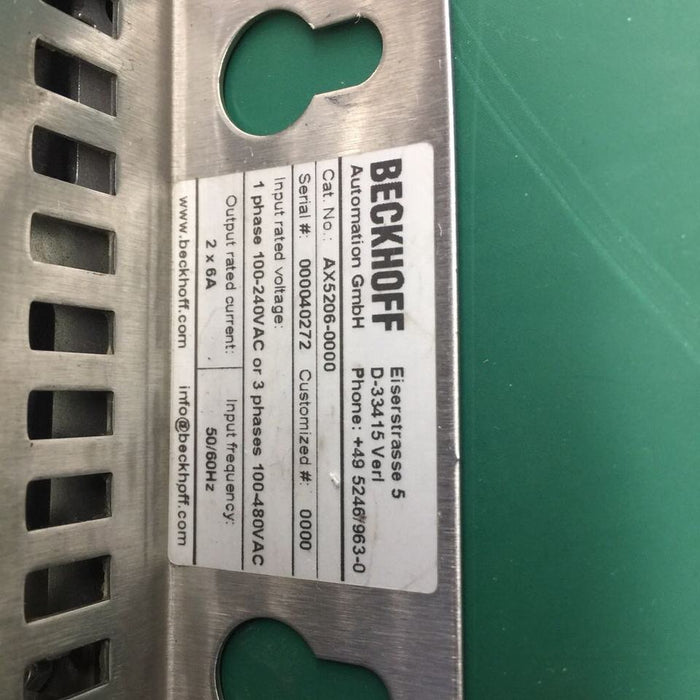 BECKHOFF
Automation GmbH
Eiserstrasse 5
D-33415 Verl
Phone: +49 5246/963-0
Cat. No.: AX5206-0000
Serial #: 000040272 Customized #: 0000
Input rated voltage:
1 phase 100-240VAC or 3 phases 100-480VAC
Output rated current:
2 x 6A
Input frequency:
50/60Hz
www.beckhoff.com info@beckhoff.com